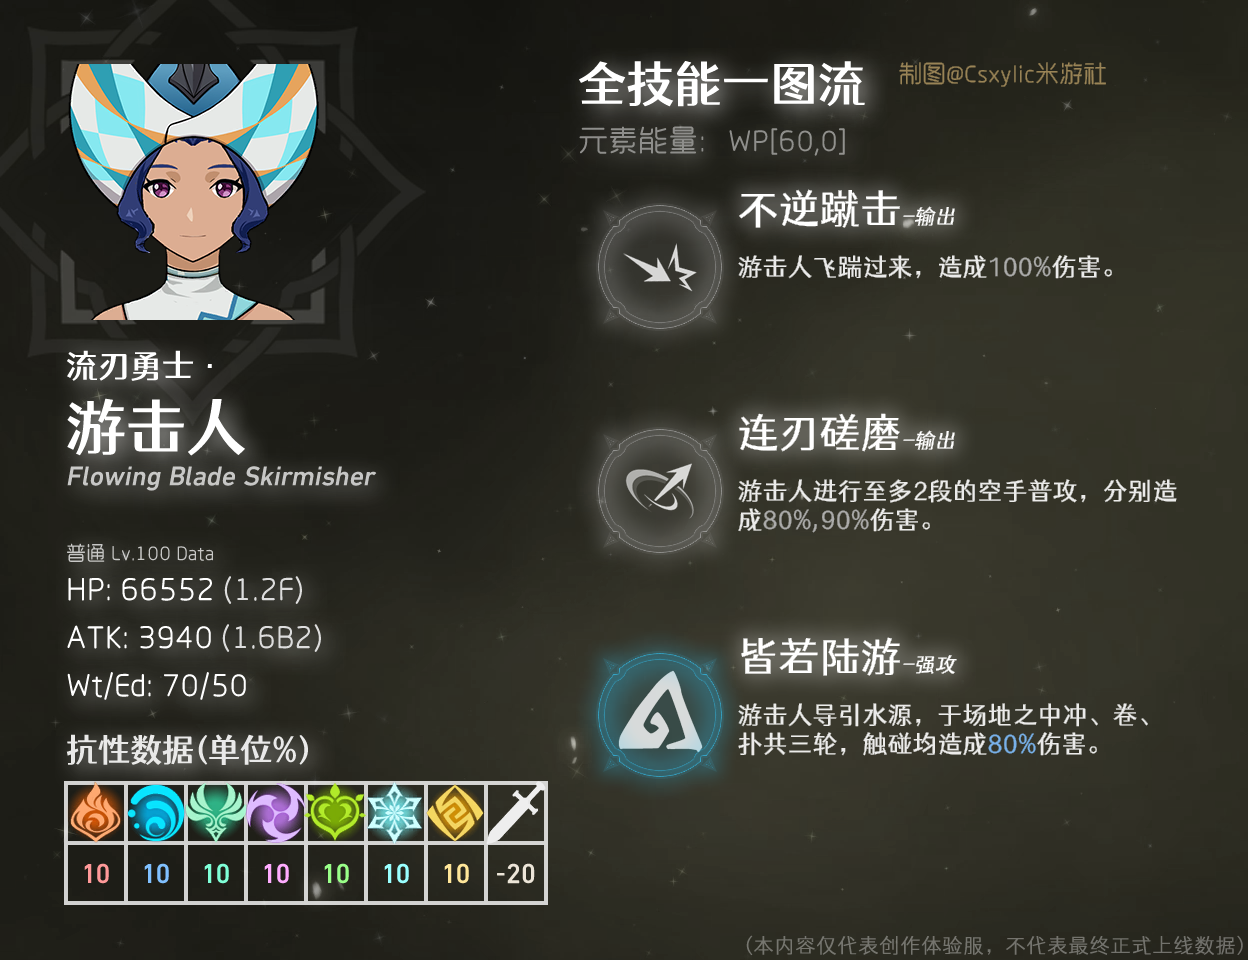 全技能一图流
制图@Csxylic米游社
元素能量： WP[60,0]
不逆蹴击-输出
游击人飞踹过来，造成100%伤害。
连刃磋磨-输出
游击人进行至多2段的空手普攻，分别造
成80%,90%伤害。
皆若陆游-强攻
游击人导引水源，于场地之中冲、卷、
扑共三轮，触碰均造成80%伤害。
流刃勇士·
游击人
Flowing Blade Skirmisher
普通 Lv.100 Data
HP: 66552 (1.2F)
ATK: 3940 (1.6B2)
Wt/Ed: 70/50
抗性数据(单位%)
10 10 10 10 10 10 10 -20
(本内容仅代表创作体验服，不代表最终正式上线数据)